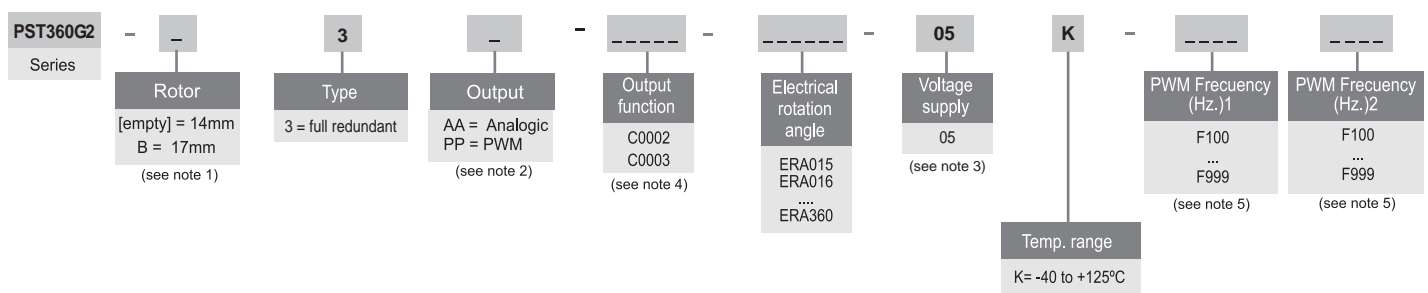 PST360G2 - _ 3 _ - _ _ _ _ _ - _ _ _ _ _ _ - 05 K - _ _ _ _ _ _ _ _
Series
Rotor
[empty] = 14mm
B = 17mm
(see note 1)
Type
3 = full redundant
Output
AA = Analogic
PP = PWM
(see note 2)
Output
function
C0002
C0003
(see note 4)
Electrical
rotation
angle
ERA015
ERA016
....
ERA360
Voltage
supply
05
(see note 3)
Temp. range
K= -40 to +125ºC
PWM Frecuency
(Hz.)1
F100
...
F999
(see note 5)
PWM Frecuency
(Hz.)2
F100
...
F999
(see note 5)